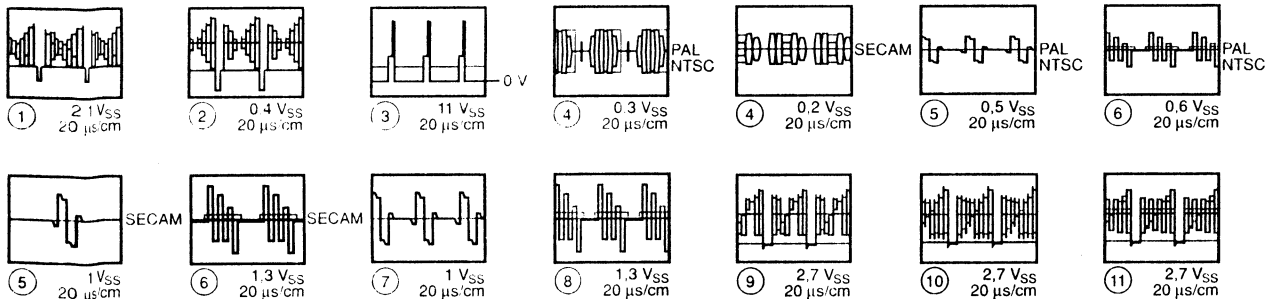 0 V
PAL
NTSC
SECAM
PAL
NTSC
PAL
NTSC
1 2 1 VSS
20 µs/cm
2 0,4 VSS
20 µs/cm
3 11 VSS
20 µs/cm
4 0,3 VSS
20 µs/cm
4 0,2 VSS
20 µs/cm
5 0,5 VSS
20 µs/cm
6 0,6 VSS
20 µs/cm
SECAM
SECAM
5 1 VSS
20 µs/cm
6 1,3 VSS
20 µs/cm
7 1 VSS
20 µs/cm
8 1,3 VSS
20 µs/cm
9 2,7 VSS
20 µs/cm
10 2,7 VSS
20 µs/cm
11 2,7 VSS
20 µs/cm